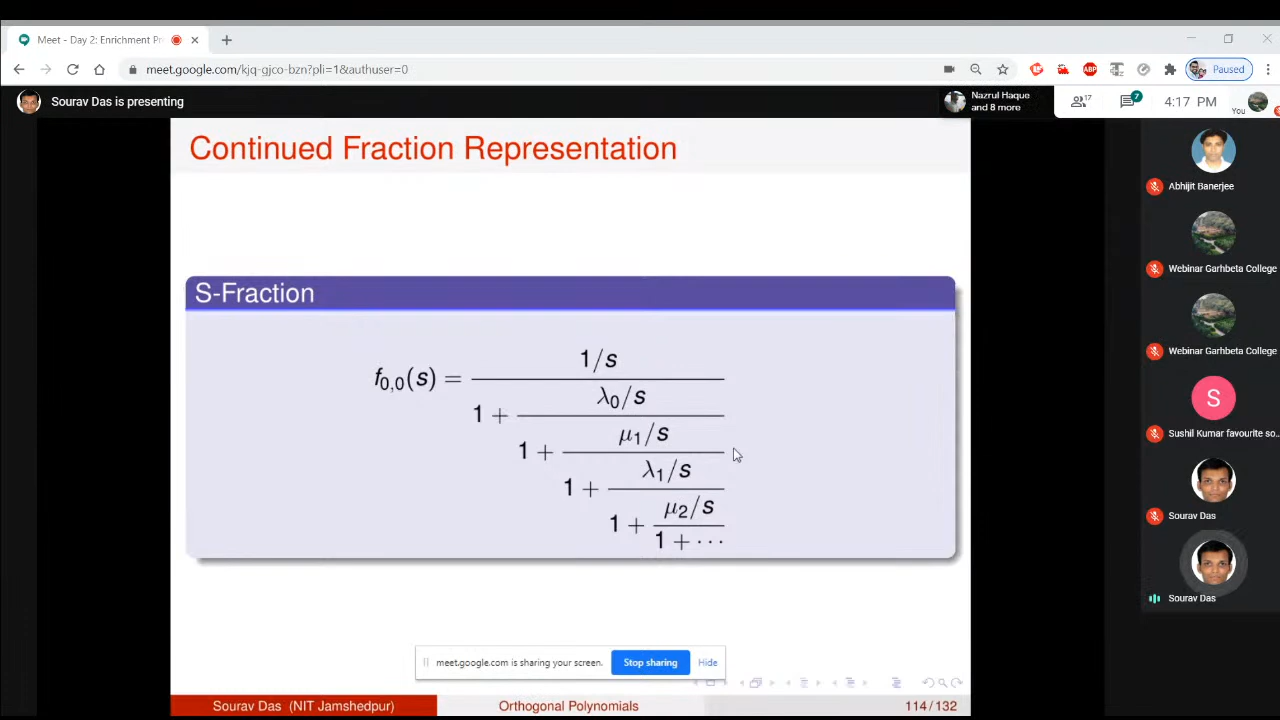 Meet - Day 2: Enrichment Pr
meet.google.com/kjq-gjco-bzn?pli=1&authuser=0
ABP
Paused
Sourav Das is presenting
Nazrul Haque
and 8 more
17
7
4:17 PM
You
Continued Fraction Representation
S-Fraction
f0,0(s) =
1/s
λ0/s
1 +
μ1/s
1 +
λ1/s
1 +
μ2/s
1 +
1 + ···
Abhijit Banerjee
Webinar Garhbeta College
Webinar Garhbeta College
S
Sushil Kumar favourite so...
Sourav Das
Sourav Das
meet.google.com is sharing your screen.
Stop sharing
Hide
Sourav Das (NIT Jamshedpur)
Orthogonal Polynomials
114 / 132